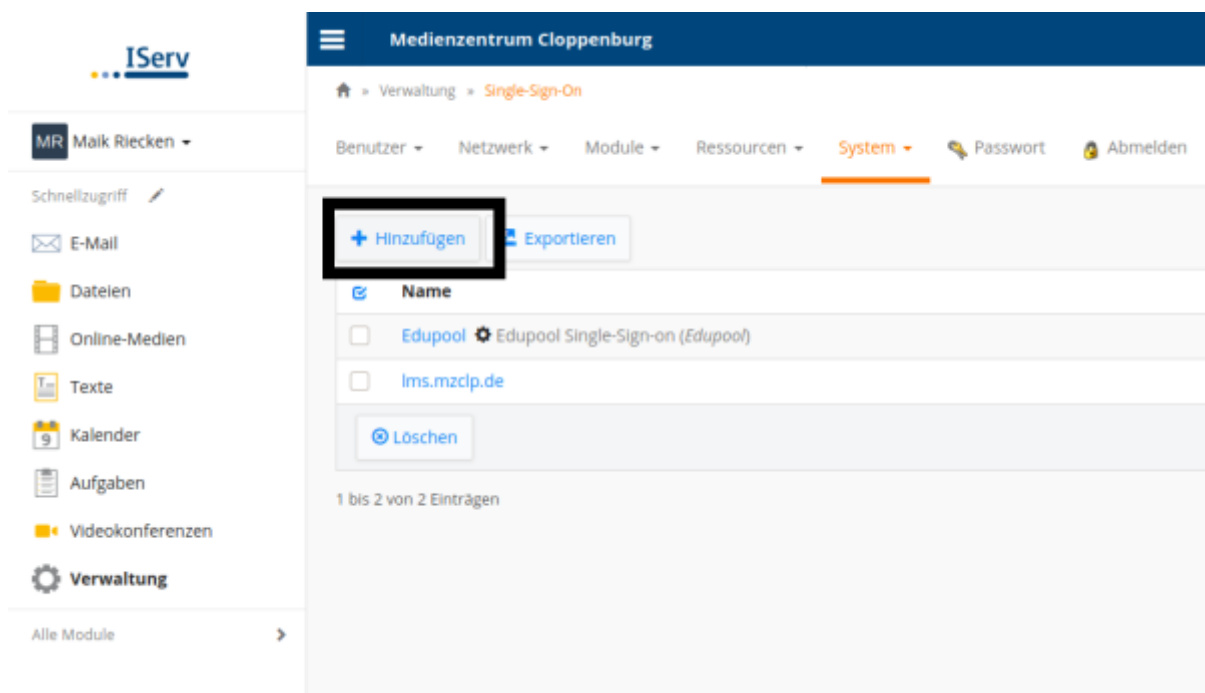 IServ
Medienzentrum Cloppenburg
» Verwaltung » Single-Sign-On
MR Maik Riecken
Benutzer Netzwerk Module Ressourcen System Passwort Abmelden
Schnellzugriff
E-Mail
Dateien
Online-Medien
Texte
9 Kalender
Aufgaben
Videokonferenzen
Verwaltung
Alle Module
+ Hinzufügen Exportieren
Name
Edupool Edupool Single-Sign-on (Edupool)
lms.mzclp.de
Löschen
1 bis 2 von 2 Einträgen